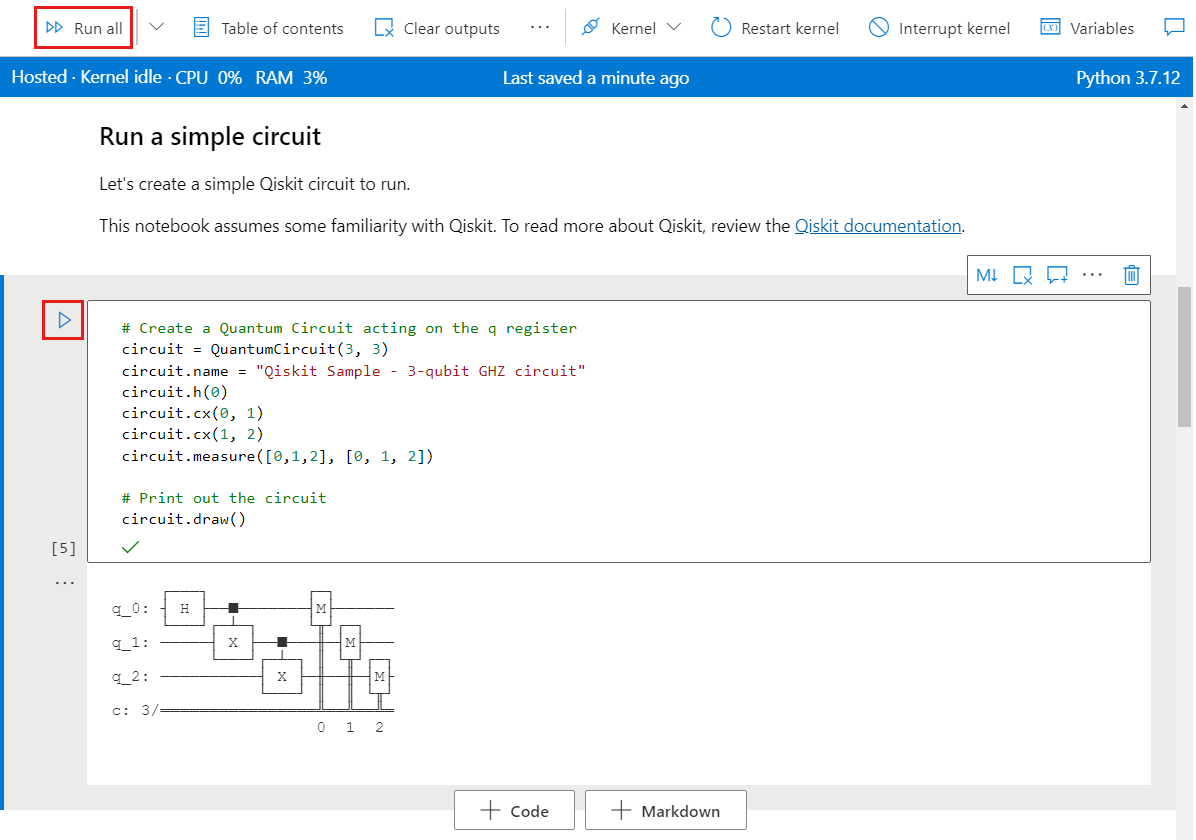 Run all Table of contents Clear outputs ··· Kernel Restart kernel Interrupt kernel Variables
Hosted · Kernel idle · CPU 0% RAM 3% Last saved a minute ago Python 3.7.12
Run a simple circuit
Let's create a simple Qiskit circuit to run.
This notebook assumes some familiarity with Qiskit. To read more about Qiskit, review the Qiskit documentation.
M↓ ···
# Create a Quantum Circuit acting on the q register
circuit = QuantumCircuit(3, 3)
circuit.name = "Qiskit Sample - 3-qubit GHZ circuit"
circuit.h(0)
circuit.cx(0, 1)
circuit.cx(1, 2)
circuit.measure([0,1,2], [0, 1, 2])
# Print out the circuit
circuit.draw()
[5]
···
q_0: H M
q_1: X M
q_2: X M
c: 3/
0 1 2
+ Code + Markdown